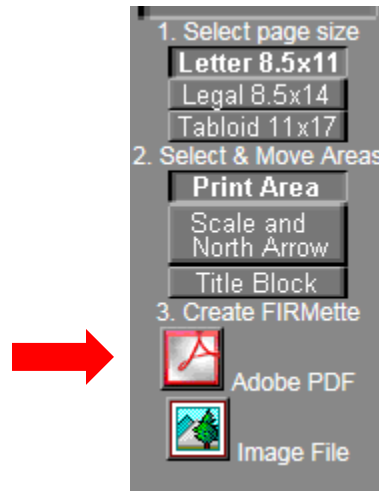 1. Select page size
Letter 8.5x11
Legal 8.5x14
Tabloid 11x17
2. Select & Move Areas
Print Area
Scale and
North Arrow
Title Block
3. Create FIRMette
Adobe PDF
Image File